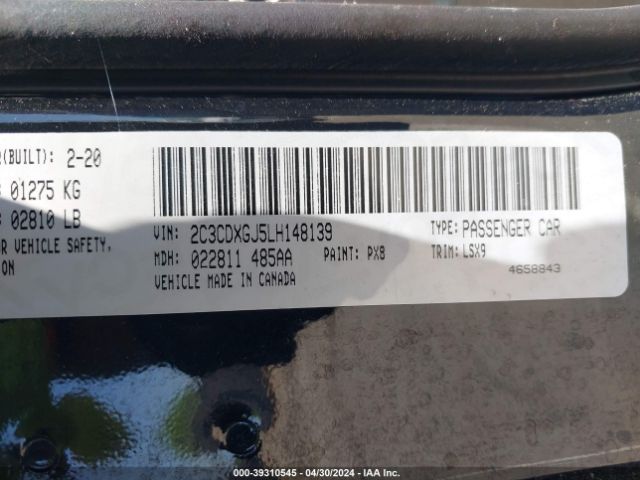 (BUILT): 2-20
01275 KG
02810 LB
VEHICLE SAFETY,
ON
VIN: 2C3CDXGJ5LH148139
MDH: 022811 485AA
PAINT: PX8
VEHICLE MADE IN CANADA
TYPE: PASSENGER CAR
TRIM: LSX9
4658843
000-39310545 - 04/30/2024 - IAA Inc.